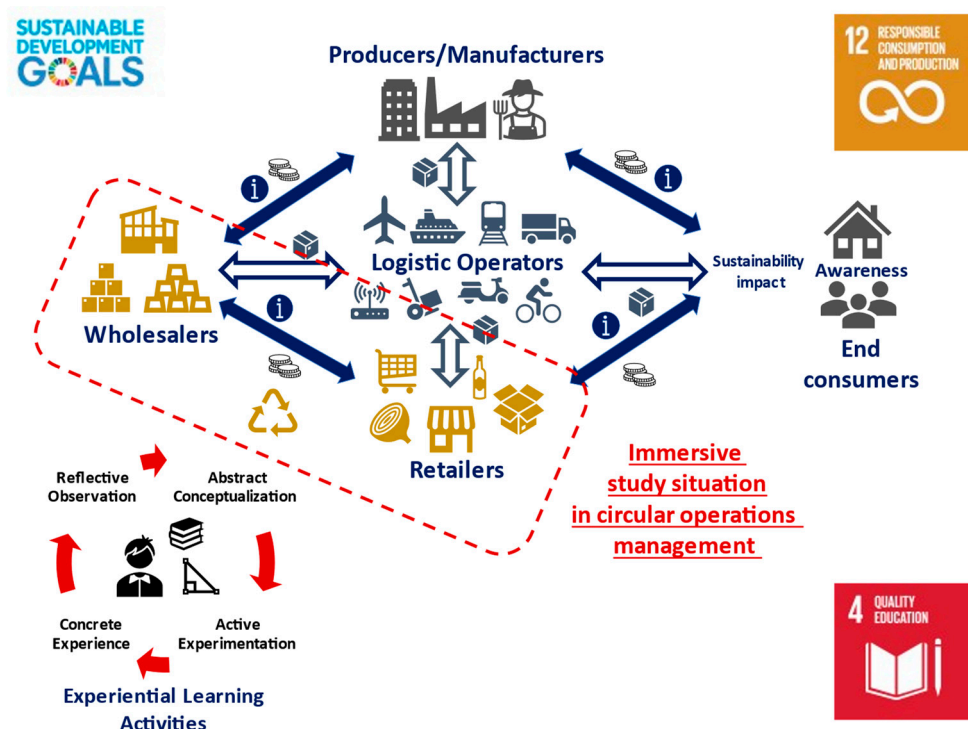 SUSTAINABLE
DEVELOPMENT
GOALS
Producers/Manufacturers
12 RESPONSIBLE
CONSUMPTION
AND PRODUCTION
i
i
Logistic Operators
Sustainability
impact
Awareness
Wholesalers
i
i
End
consumers
Retailers
Immersive
study situation
in circular operations
management
Reflective
Observation
Abstract
Conceptualization
Concrete
Experience
Active
Experimentation
Experiential Learning
Activities
4 QUALITY
EDUCATION